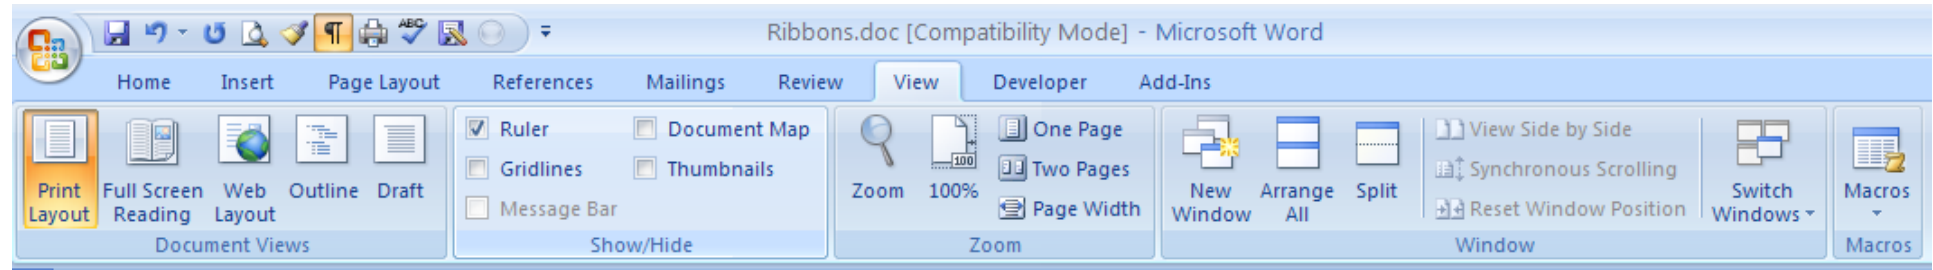 ABC
Ribbons.doc [Compatibility Mode] - Microsoft Word
Home Insert Page Layout References Mailings Review View Developer Add-Ins
Print Layout
Full Screen Reading
Web Layout
Outline
Draft
Document Views
Ruler
Gridlines
Message Bar
Document Map
Thumbnails
Show/Hide
Zoom
100
100%
One Page
Two Pages
Page Width
Zoom
New Window
Arrange All
Split
View Side by Side
Synchronous Scrolling
Reset Window Position
Switch Windows
Window
Macros
Macros